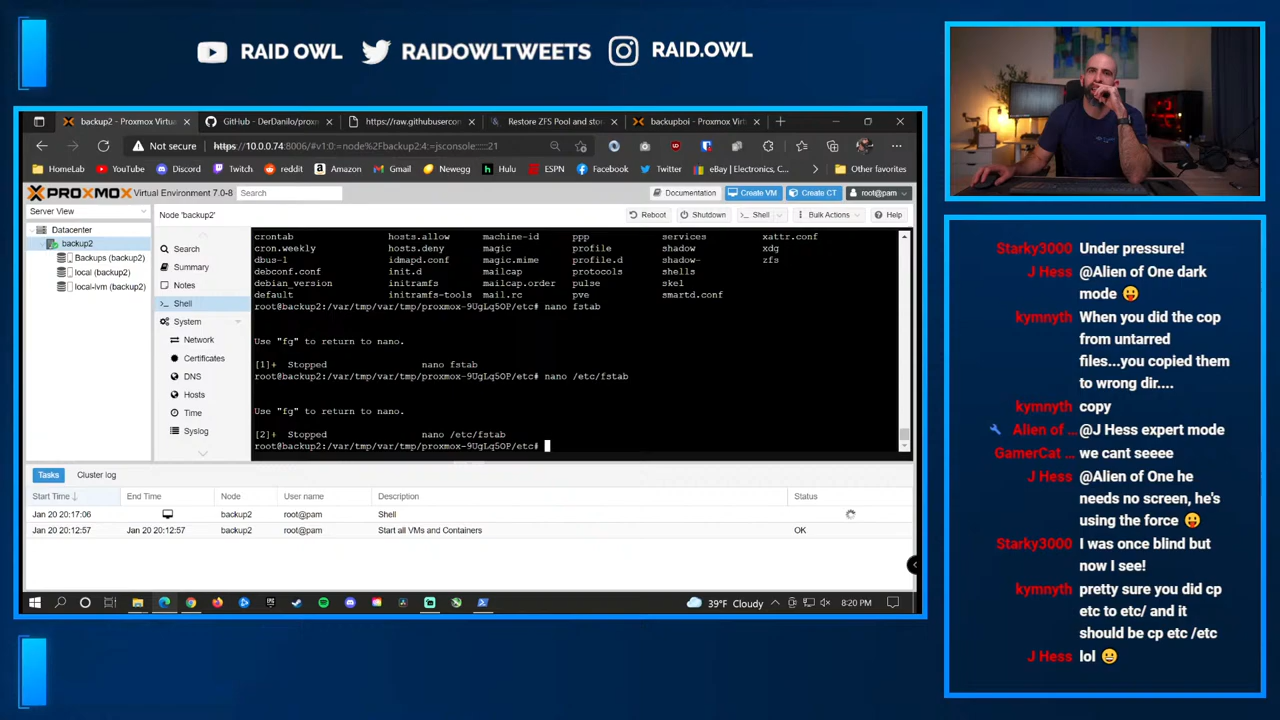 RAID OWL
RAIDOWLTWEETS
RAID.OWL
backup2 - Proxmox Virtua
GitHub - DerDanilo/proxm
https://raw.githubusercon
Restore ZFS Pool and stor
backupboi - Proxmox Virtu
Not secure
https://10.0.0.74:8006/#v1:0:=node%2Fbackup2:4:=jsconsole::::21
HomeLab
YouTube
Discord
Twitch
reddit
Amazon
Gmail
Newegg
Hulu
ESPN
Facebook
Twitter
eBay | Electronics, C...
Other favorites
PROXMOX Virtual Environment 7.0-8
Search
Documentation
Create VM
Create CT
root@pam
Server View
Node 'backup2'
Reboot
Shutdown
Shell
Bulk Actions
Help
Datacenter
backup2
Backups (backup2)
local (backup2)
local-lvm (backup2)
Search
Summary
Notes
Shell
System
Network
Certificates
DNS
Hosts
Time
Syslog
crontab hosts.allow machine-id ppp services xattr.conf
cron.weekly hosts.deny magic profile shadow xdg
dbus-1 idmapd.conf magic.mime profile.d shadow- zfs
debconf.conf init.d mailcap protocols shells
debian_version initramfs mailcap.order pulse skel
default initramfs-tools mail.rc pve smartd.conf
root@backup2:/var/tmp/var/tmp/proxmox-9UgLq5OP/etc# nano fstab
Use "fg" to return to nano.
[1]+ Stopped nano fstab
root@backup2:/var/tmp/var/tmp/proxmox-9UgLq5OP/etc# nano /etc/fstab
Use "fg" to return to nano.
[2]+ Stopped nano /etc/fstab
root@backup2:/var/tmp/var/tmp/proxmox-9UgLq5OP/etc#
Tasks
Cluster log
Start Time End Time Node User name Description Status
Jan 20 20:17:06 backup2 root@pam Shell
Jan 20 20:12:57 Jan 20 20:12:57 backup2 root@pam Start all VMs and Containers OK
39°F Cloudy
8:20 PM
Starky3000 Under pressure!
J Hess @Alien of One dark
mode 😛
kymnyth When you did the cop
from untarred
files...you copied them
to wrong dir....
kymnyth copy
Alien of ... @J Hess expert mode
GamerCat ... we cant seeee
J Hess @Alien of One he
needs no screen, he's
using the force 😛
Starky3000 I was once blind but
now I see!
kymnyth pretty sure you did cp
etc to etc/ and it
should be cp etc /etc
J Hess lol 😀